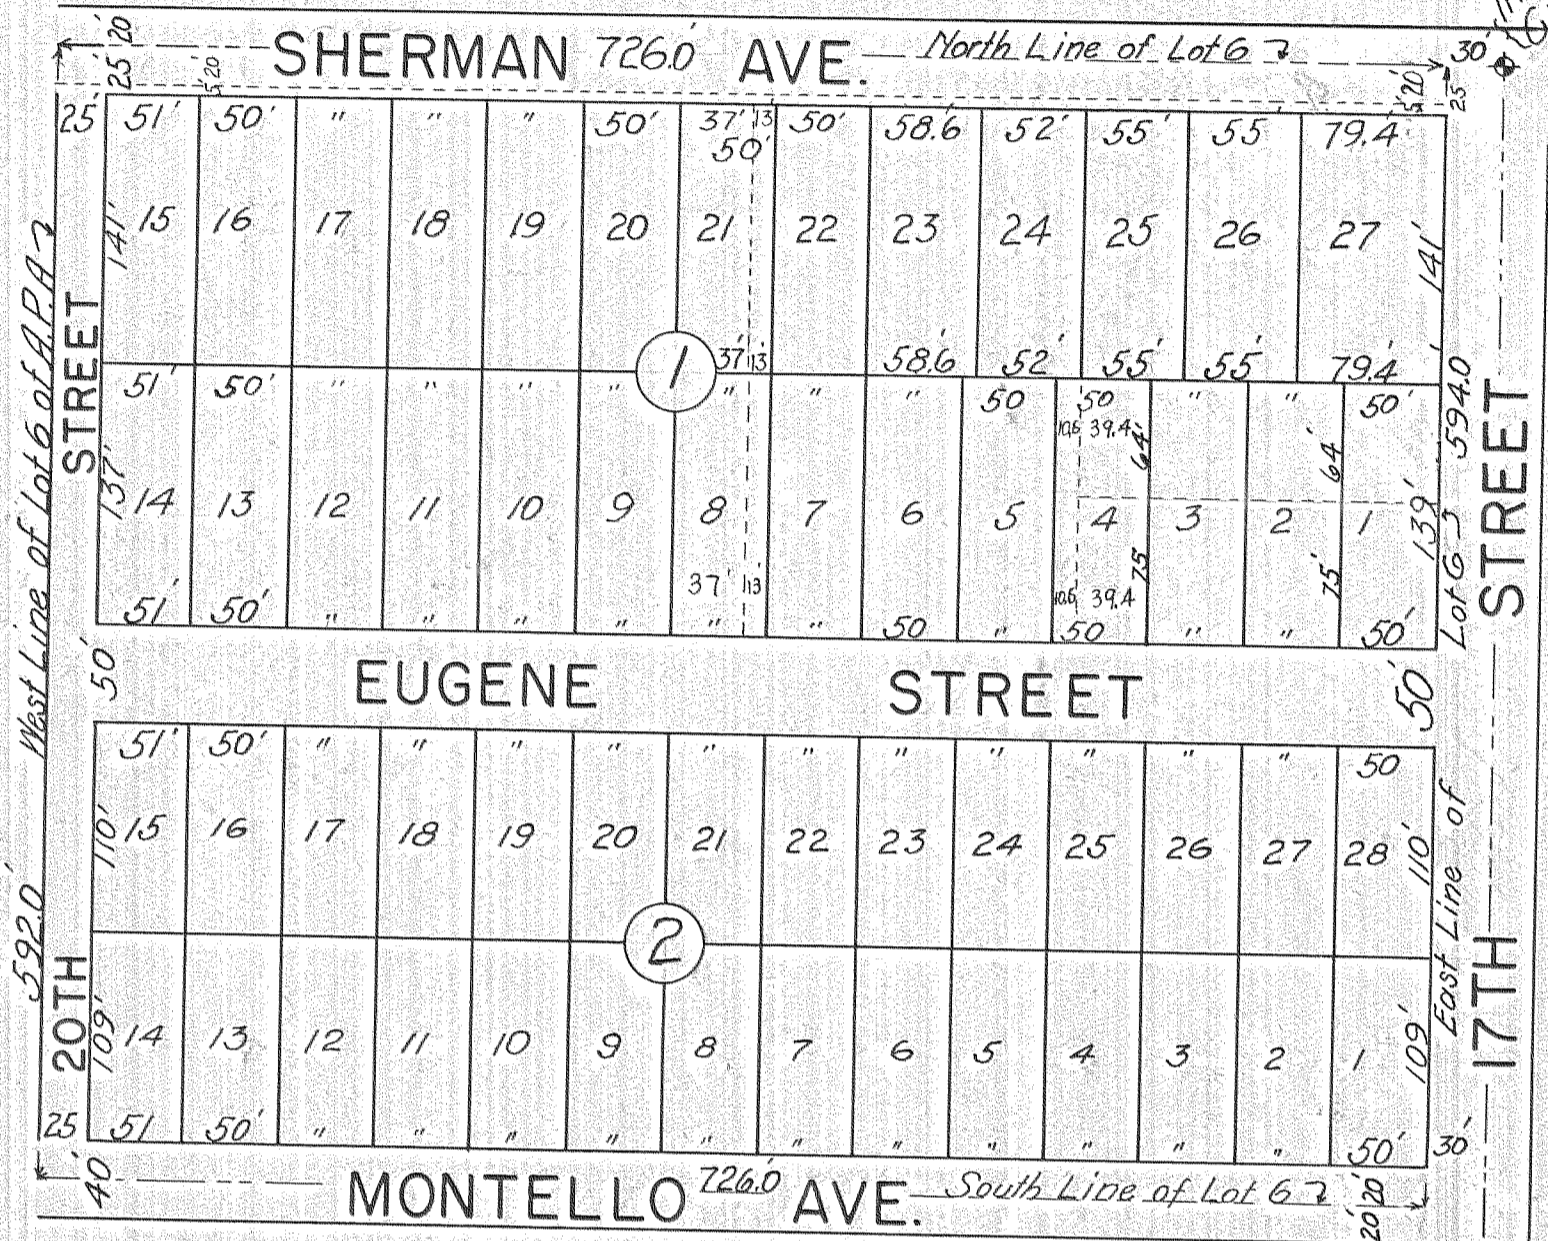 SHERMAN 726.0' AVE. North Line of Lot 6
30'
20'
25'
5' 20'
5' 20'
25'
25' 51' 50' " " " 50' 37' 13 50' 58.6' 52' 55' 55' 79.4'
50'
141' 15 16 17 18 19 20 21 22 23 24 25 26 27 141'
1
37' 13' 58.6' 52' 55' 55' 79.4'
51' 50' " " " " " " " 50 50 " " 50'
10.6 39.4 64' 64'
137' 14 13 12 11 10 9 8 7 6 5 4 3 2 1 139'
37' 13' 10.6 39.4 75' 75'
51' 50' " " " " " " 50 " 50 " " 50'
50' EUGENE STREET 50'
51' 50' " " " " " " " " " " " 50
110' 15 16 17 18 19 20 21 22 23 24 25 26 27 28 110'
2
109' 14 13 12 11 10 9 8 7 6 5 4 3 2 1 109'
25 51 50' " " " " " " " " " " " 50' 30'
40' MONTELLO 726.0' AVE. South Line of Lot 6
20' 20'
592.0' West Line of Lot 6 of A.P.A.
20TH STREET
East Line of Lot 6 594.0'
17TH STREET